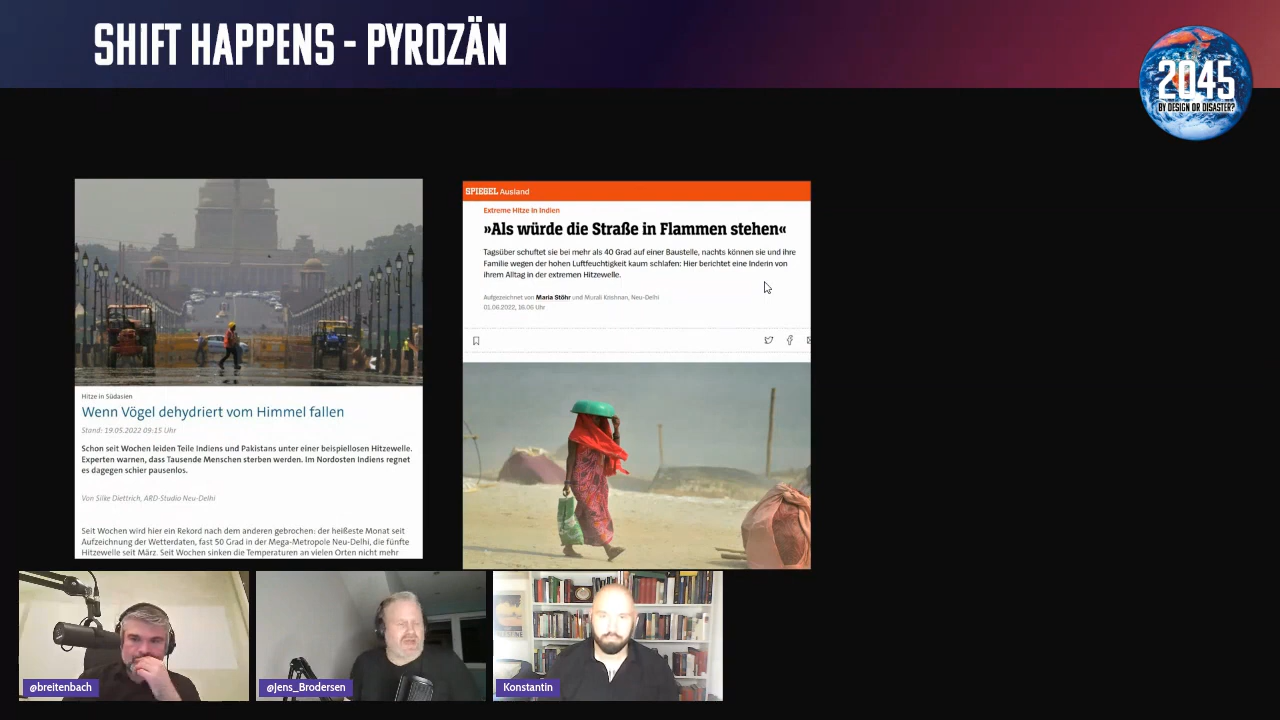 SHIFT HAPPENS - PYROZÄN
2045
BY DESIGN OR DISASTER?
Hitze in Südasien
Wenn Vögel dehydriert vom Himmel fallen
Stand: 19.05.2022 09:15 Uhr
Schon seit Wochen leiden Teile Indiens und Pakistans unter einer beispiellosen Hitzewelle.
Experten warnen, dass Tausende Menschen sterben werden. Im Nordosten Indiens regnet
es dagegen schier pausenlos.
Von Silke Diettrich, ARD-Studio Neu-Delhi
Seit Wochen wird hier ein Rekord nach dem anderen gebrochen: der heißeste Monat seit
Aufzeichnung der Wetterdaten, fast 50 Grad in der Mega-Metropole Neu-Delhi, die fünfte
Hitzewelle seit März. Seit Wochen sinken die Temperaturen an vielen Orten nicht mehr
SPIEGEL Ausland
Extreme Hitze in Indien
»Als würde die Straße in Flammen stehen«
Tagsüber schuftet sie bei mehr als 40 Grad auf einer Baustelle, nachts können sie und ihre
Familie wegen der hohen Luftfeuchtigkeit kaum schlafen: Hier berichtet eine Inderin von
ihrem Alltag in der extremen Hitzewelle.
Aufgezeichnet von Maria Stöhr und Murali Krishnan, Neu-Delhi
01.06.2022, 16.06 Uhr
@breitenbach
@Jens_Brodersen
Konstantin